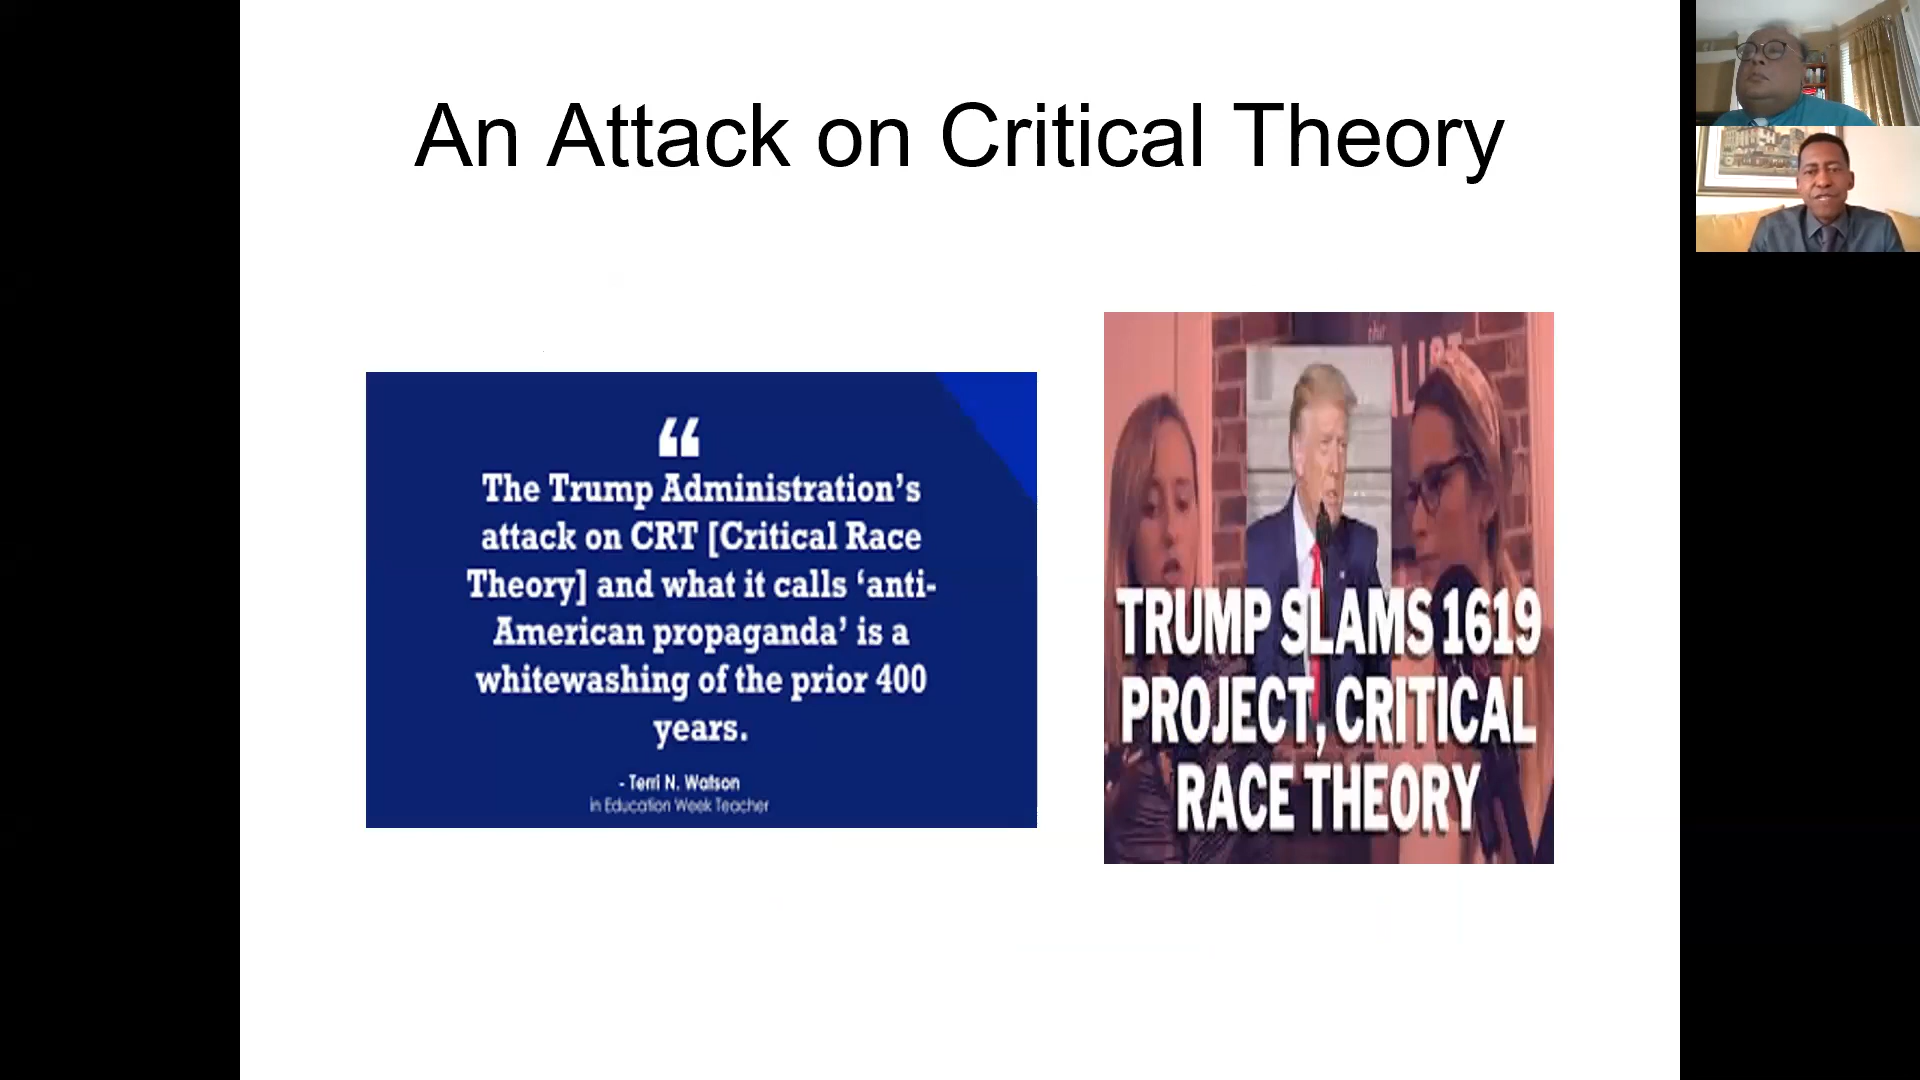 An Attack on Critical Theory
“
The Trump Administration’s
attack on CRT [Critical Race
Theory] and what it calls ‘anti-
American propaganda’ is a
whitewashing of the prior 400
years.
- Terri N. Watson
in Education Week Teacher
TRUMP SLAMS 1619
PROJECT, CRITICAL
RACE THEORY